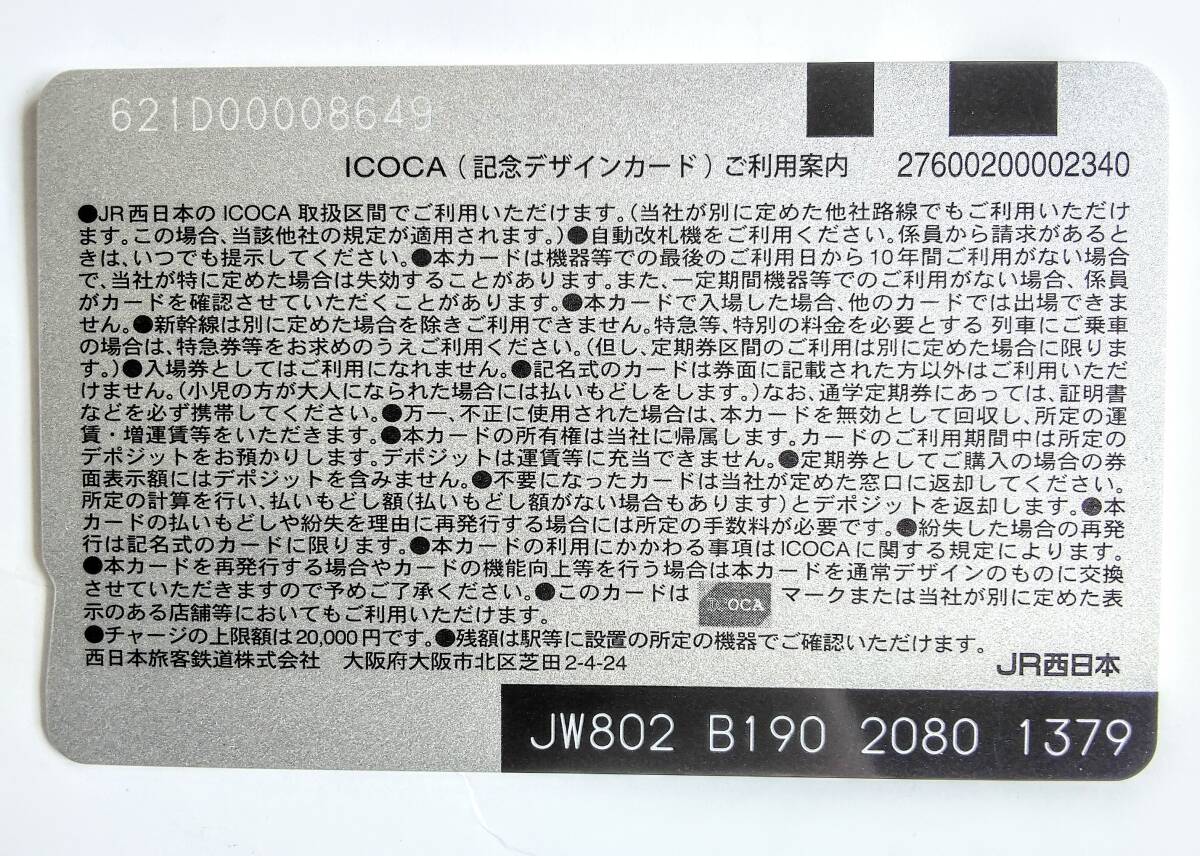 621D00008649
ICOCA（記念デザインカード）ご利用案内 27600200002340
●JR西日本のICOCA取扱区間でご利用いただけます。（当社が別に定めた他社路線でもご利用いただけ
ます。この場合、当該他社の規定が適用されます。）●自動改札機をご利用ください。係員から請求があると
きは、いつでも提示してください。●本カードは機器等での最後のご利用日から10年間ご利用がない場合
で、当社が特に定めた場合は失効することがあります。また、一定期間機器等でのご利用がない場合、係員
がカードを確認させていただくことがあります。●本カードで入場した場合、他のカードでは出場できま
せん。●新幹線は別に定めた場合を除きご利用できません。特急等、特別の料金を必要とする 列車にご乗車
の場合は、特急券等をお求めのうえご利用ください。（但し、定期券区間のご利用は別に定めた場合に限りま
す。）●入場券としてはご利用になれません。●記名式のカードは券面に記載された方以外はご利用いただ
けません。（小児の方が大人になられた場合には払いもどしをします。）なお、通学定期券にあっては、証明書
などを必ず携帯してください。●万一、不正に使用された場合は、本カードを無効として回収し、所定の運
賃・増運賃等をいただきます。●本カードの所有権は当社に帰属します。カードのご利用期間中は所定の
デポジットをお預かりします。デポジットは運賃等に充当できません。●定期券としてご購入の場合の券
面表示額にはデポジットを含みません。●不要になったカードは当社が定めた窓口に返却してください。
所定の計算を行い、払いもどし額（払いもどし額がない場合もあります）とデポジットを返却します。●本
カードの払いもどしや紛失を理由に再発行する場合には所定の手数料が必要です。●紛失した場合の再発
行は記名式のカードに限ります。●本カードの利用にかかわる事項はICOCAに関する規定によります。
●本カードを再発行する場合やカードの機能向上等を行う場合は本カードを通常デザインのものに交換
させていただきますので予めご了承ください。●このカードは ICOCA マークまたは当社が別に定めた表
示のある店舗等においてもご利用いただけます。
●チャージの上限額は20,000円です。●残額は駅等に設置の所定の機器でご確認いただけます。
西日本旅客鉄道株式会社 大阪府大阪市北区芝田2-4-24 JR西日本
JW802 B190 2080 1379